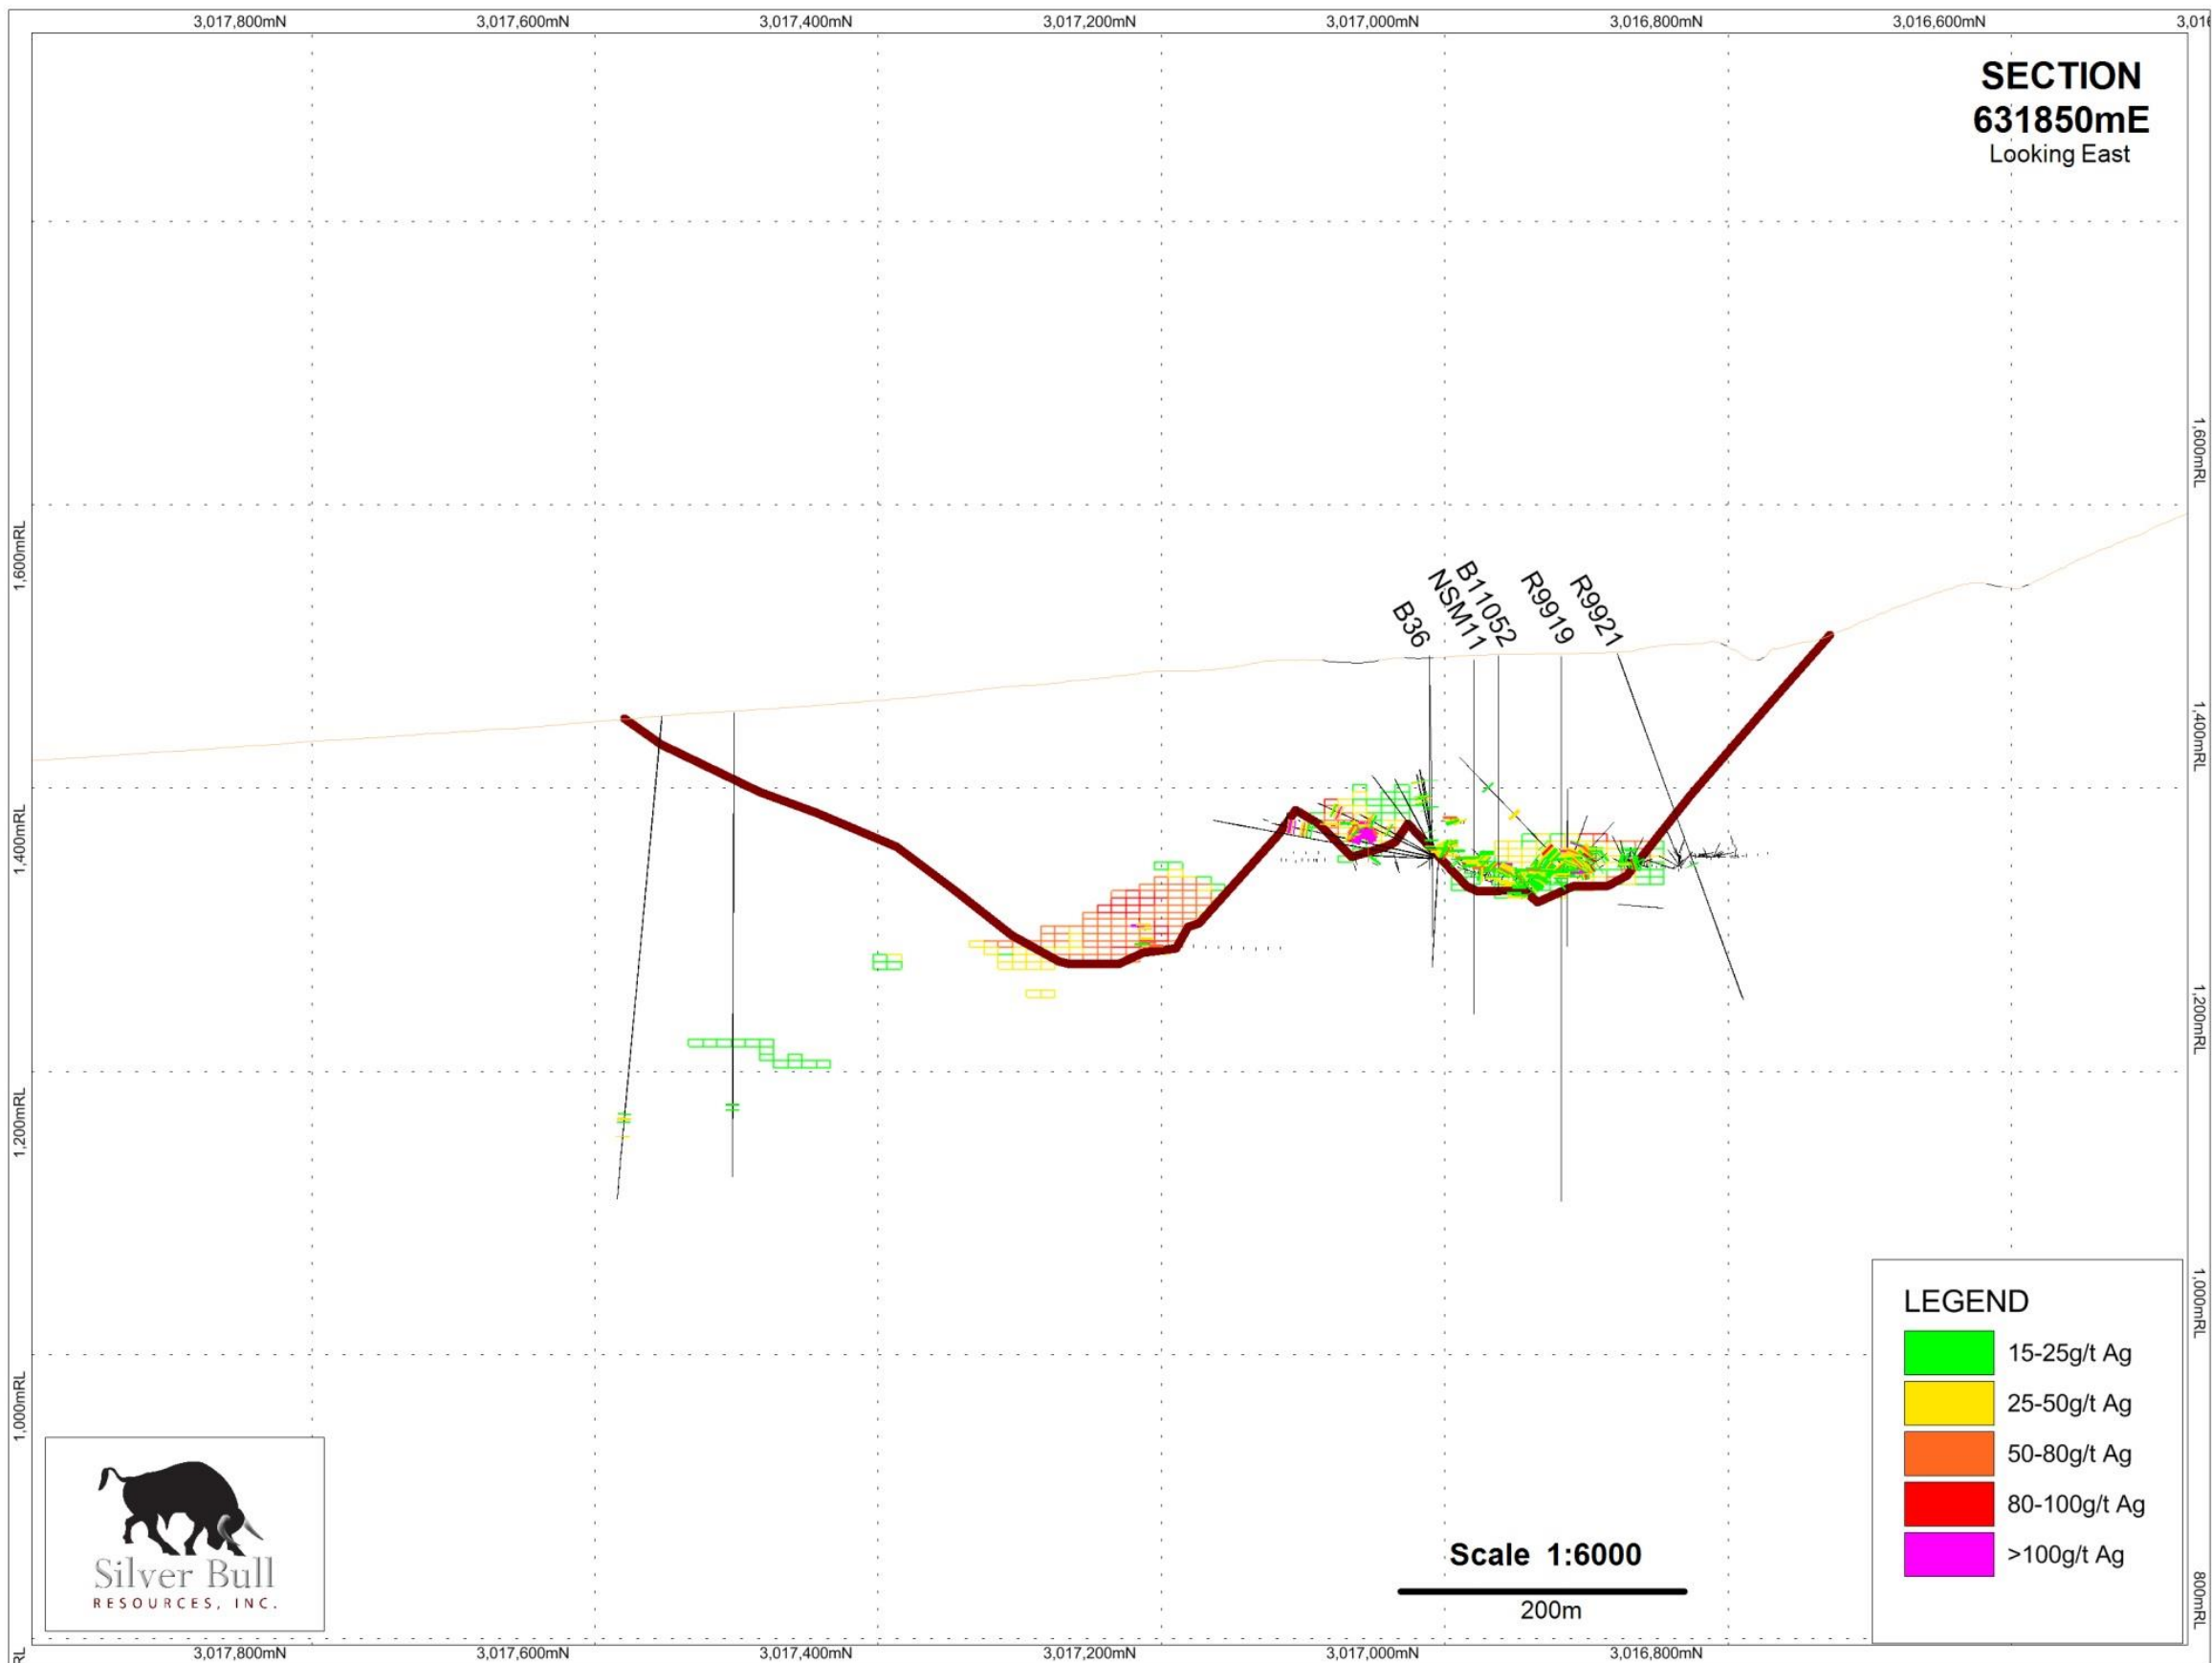 3,017,800mN 3,017,600mN 3,017,400mN 3,017,200mN 3,017,000mN 3,016,800mN 3,016,600mN 3,016
SECTION
631850mE
Looking East
1,600mRL
1,600mRL
B36
NSM11
B11052
R9919
R9921
1,400mRL
1,400mRL
1,200mRL
1,200mRL
1,000mRL
1,000mRL
800mRL
RL
LEGEND
15-25g/t Ag
25-50g/t Ag
50-80g/t Ag
80-100g/t Ag
>100g/t Ag
Silver Bull
RESOURCES, INC.
Scale 1:6000
200m
3,017,800mN 3,017,600mN 3,017,400mN 3,017,200mN 3,017,000mN 3,016,800mN